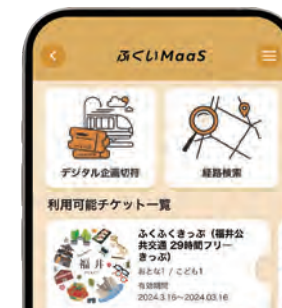 ふくいMaaS
デジタル企画切符
経路検索
利用可能チケット一覧
ふくふくきっぷ（福井公
共交通 29時間フリー
きっぷ）
おとな1 / こども1
有効期間
2024.3.16〜2024.03.16
福井